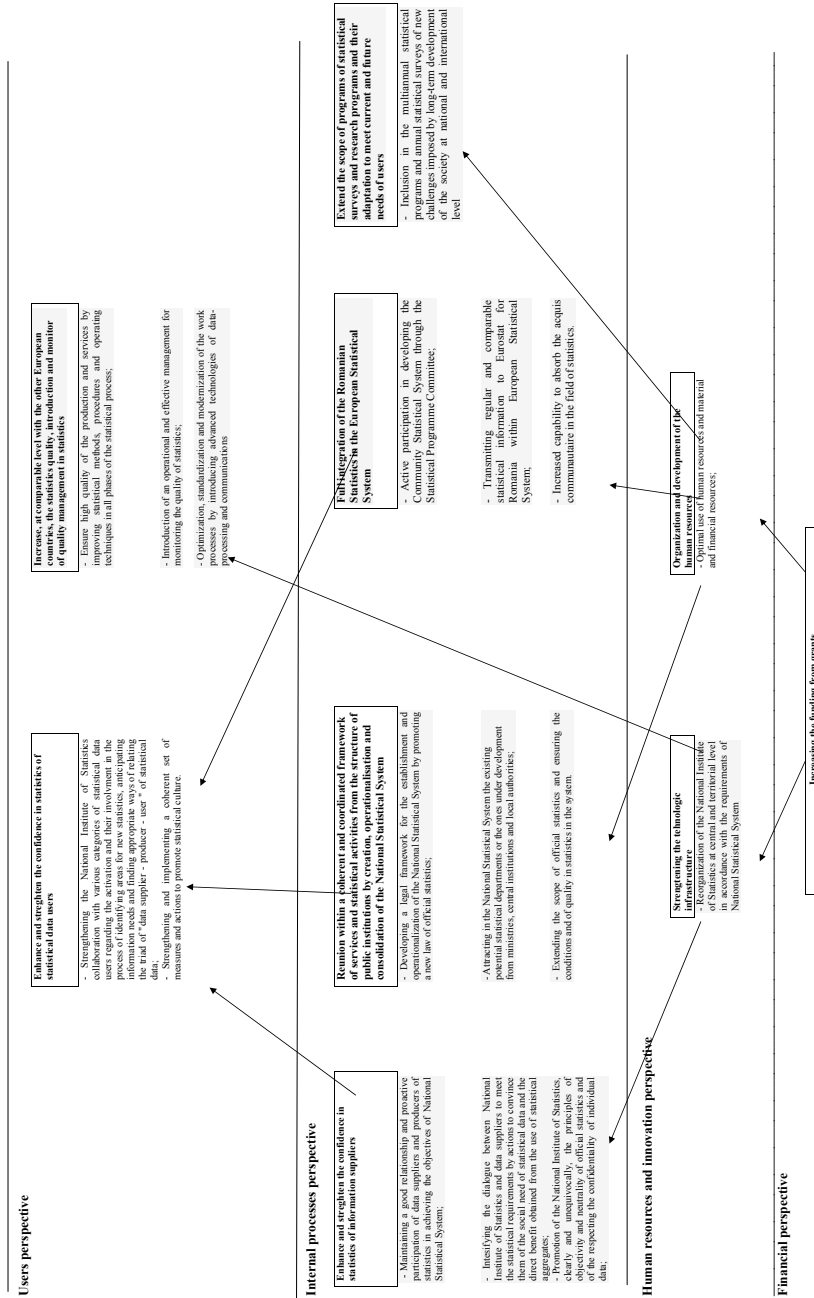 Users perspective
Enhance and streghten the confidence in statistics of
statistical data users
- Strengthening the National Institute of Statistics
collaboration with various categories of statistical data
users regarding the activation and their involvment in the
process of identifying areas for new statistics, anticipating
information needs and finding appropriate ways of relating
the triad of "data supplier - producer - user " of statistical
data;
- Strengthening and implementing a coherent set of
measures and actions to promote statistical culture.
Increase, at comparable level with the other European
countries, the statistics quality, introduction and monitor
of quality management in statistics
- Ensure high quality of the production and services by
improving statistical methods, procedures and operating
techniques in all phases of the statistical process;
- Introduction of an operational and effective management for
monitoring the quality of statistics;
- Optimization, standardization and modernization of the work
processes by introducing advanced technologies of data-
processing and communications
Internal processes perspective
Enhance and streghten the confidence in
statistics of information suppliers
- Maintaining a good relationship and proactive
participation of data suppliers and producers of
statistics in achieving the objectives of National
Statistical System;
- Intesifying the dialogue between National
Institute of Statistics and data suppliers to meet
the statistical requirements by actions to convince
them of the social need of statistical data and the
direct benefit obtained from the use of statistical
aggregates;
- Promotion of the National Institute of Statistics,
clearly and unequivocally, the principles of
objectivity and neutrality of official statistics and
of the respecting the confidentiality of individual
data;
Reunion within a coherent and coordinated framework
of services and statistical activities from the structure of
public institutions by creation, operationalisation and
consolidation of the National Statistical System
- Developing a legal framework for the establishment and
operationalization of the National Statistical System by promoting
a new law of official statistics;
- Attracting in the National Statistical System the existing
potential statistical departments or the ones under development
from ministries, central institutions and local authorities;
- Extending the scope of official statistics and ensuring the
conditions and of quality in statistics in the system.
Full integration of the Romanian
Statistics in the European Statistical
System
- Active participation in developing the
Community Statistical System through the
Statistical Programme Committee;
- Transmitting regular and comparable
statistical information to Eurostat for
Romania within European Statistical
System;
- Increased capability to absorb the acquis
communautaire in the field of statistics.
Extend the scope of programs of statistical
surveys and research programs and their
adaptation to meet current and future
needs of users
- Inclusion in the multiannual statistical
programs and annual statistical surveys of new
challenges imposed by long-term development
of the society at national and international
level
Human resources and innovation perspective
Strengtening the tehnologic
infrastructure
- Reorganization of the National Institute
of Statistics at central and territorial level
in accordance with the requirements of
National Statistical System
Organization and development of the
human resources
- Optimal use of human resources and material
and financial resources;
Financial perspective
Increasing the funding from grants